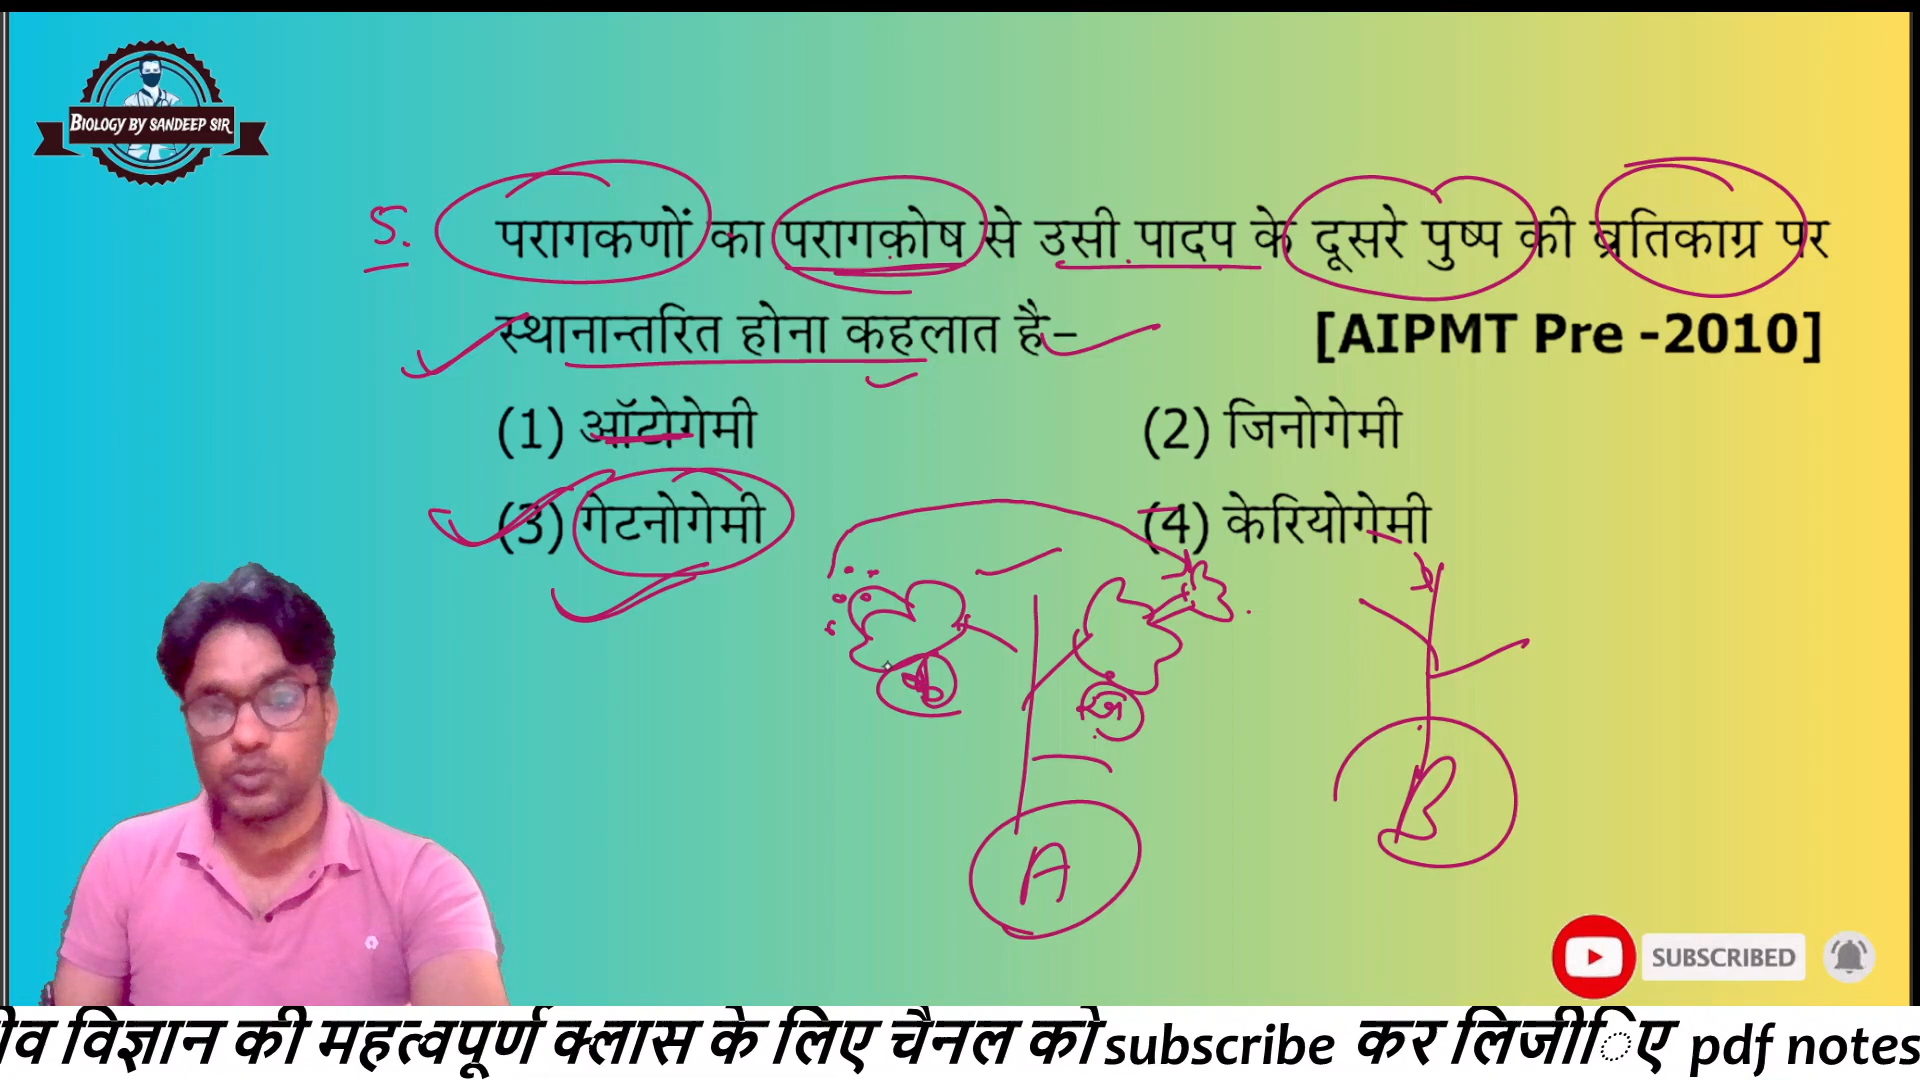 BIOLOGY BY SANDEEP SIR
5. परागकणों का परागकोष से उसी पादप के दूसरे पुष्प की व्रतिकाग्र पर
स्थानान्तरित होना कहलात है– [AIPMT Pre -2010]
(1) ऑटोगेमी (2) जिनोगेमी
(3) गेटनोगेमी (4) केरियोगेमी
A
B
SUBSCRIBED
व विज्ञान की महत्वपूर्ण क्लास के लिए चैनल को subscribe कर लिजीिए pdf notes